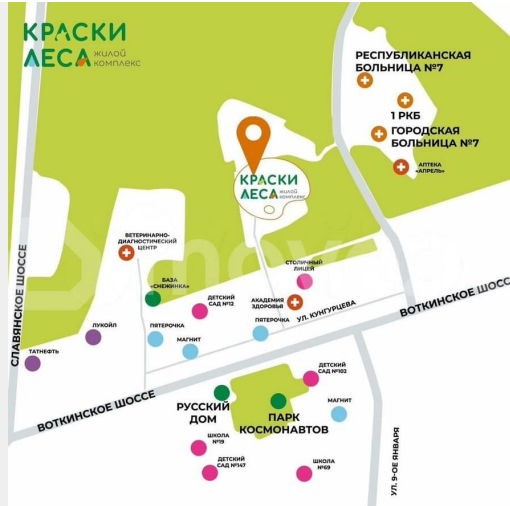 КРАСКИ
ЛЕСА жилой комплекс
РЕСПУБЛИКАНСКАЯ
БОЛЬНИЦА №7
1 РКБ
ГОРОДСКАЯ
БОЛЬНИЦА №7
АПТЕКА
«АПРЕЛЬ»
КРАСКИ
ЛЕСА жилой комплекс
ВЕТЕРИНАРНО-
ДИАГНОСТИЧЕСКИЙ
ЦЕНТР
СТОЛИЧНЫЙ
ЛИЦЕЙ
БАЗА
«СНЕЖИНКА»
ДЕТСКИЙ
САД №12
АКАДЕМИЯ
ЗДОРОВЬЯ
УЛ. КУНГУРЦЕВА
ВОТКИНСКОЕ ШОССЕ
СЛАВЯНСКОЕ ШОССЕ
ЛУКОЙЛ
ПЯТЕРОЧКА
ПЯТЕРОЧКА
МАГНИТ
ТАТНЕФТЬ
ДЕТСКИЙ
САД №102
ВОТКИНСКОЕ ШОССЕ
РУССКИЙ
ДОМ
ПАРК
КОСМОНАВТОВ
МАГНИТ
ШКОЛА
№19
ДЕТСКИЙ
САД №147
ШКОЛА
№69
УЛ. 9-ОЕ ЯНВАРЯ